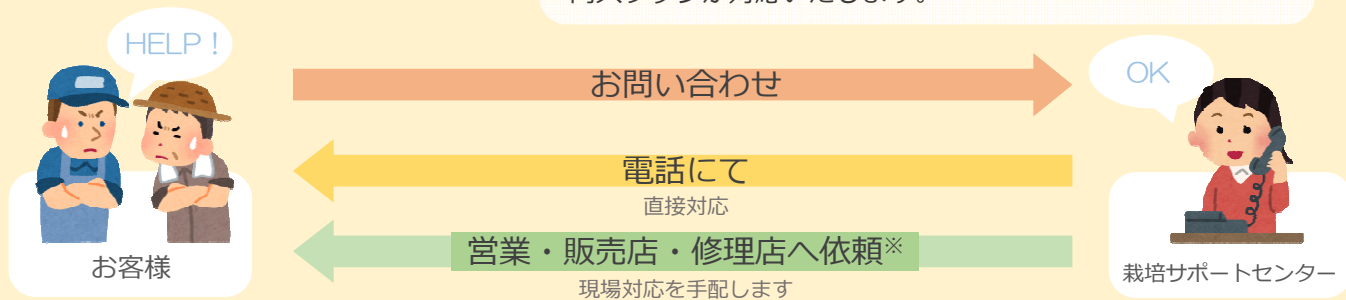 HELP！
お問い合わせ
OK
電話にて
直接対応
営業・販売店・修理店へ依頼※
現場対応を手配します
お客様
栽培サポートセンター